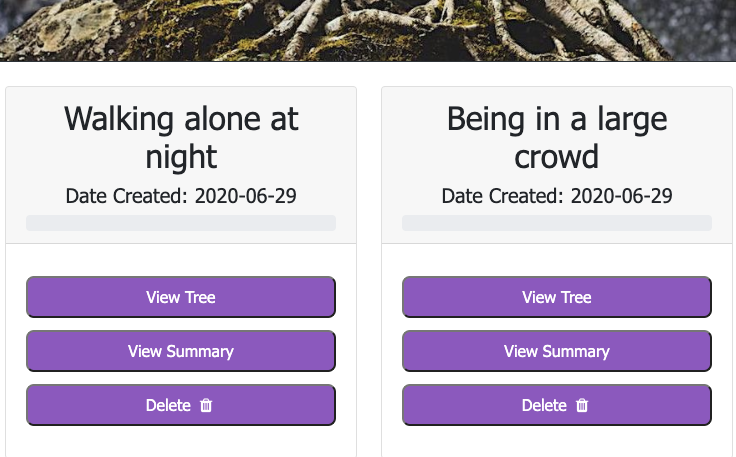 Walking alone at
night
Date Created: 2020-06-29
View Tree
View Summary
Delete
Being in a large
crowd
Date Created: 2020-06-29
View Tree
View Summary
Delete